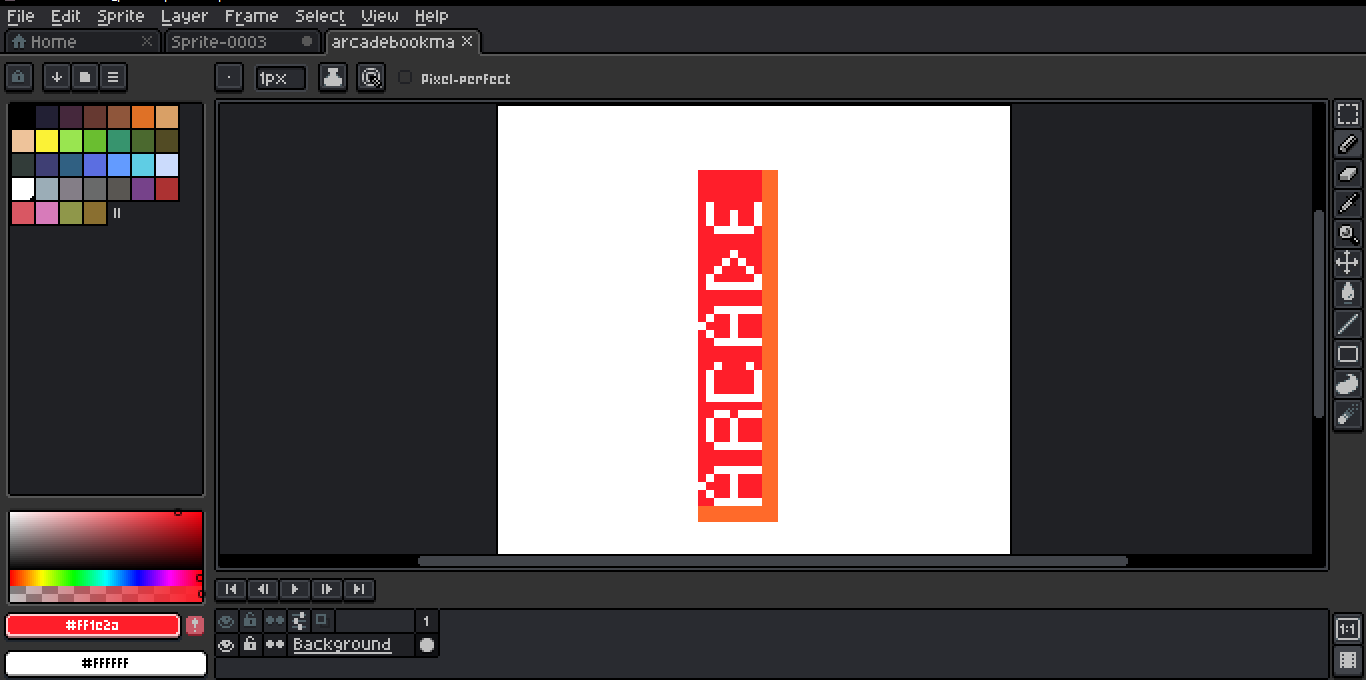 File Edit Sprite Layer Frame Select View Help
Home Sprite-0003 arcadebookma
1px Pixel-perfect
ARCADE
#ff1e2a
#FFFFFF
1
Background
1:1